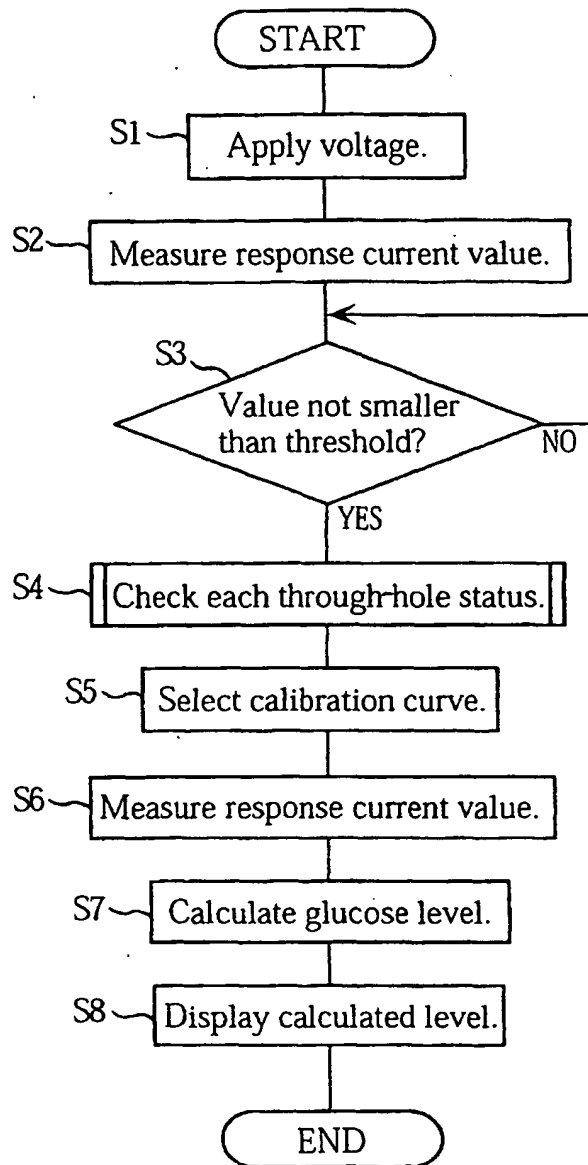 START
S1
Apply voltage.
S2
Measure response current value.
S3
Value not smaller
than threshold?
NO
YES
S4
Check each through-hole status.
S5
Select calibration curve.
S6
Measure response current value.
S7
Calculate glucose level.
S8
Display calculated level.
END